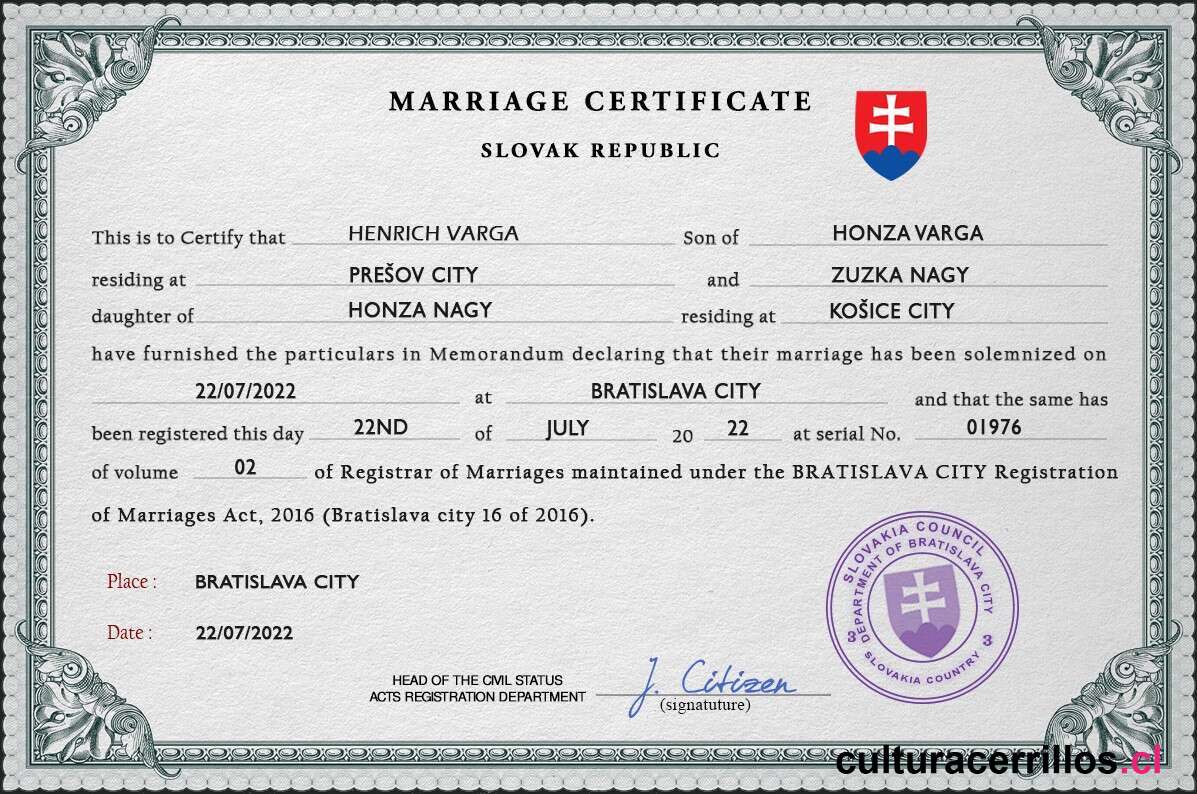 MARRIAGE CERTIFICATE
SLOVAK REPUBLIC
This is to Certify that HENRICH VARGA Son of HONZA VARGA
residing at PREŠOV CITY and ZUZKA NAGY
daughter of HONZA NAGY residing at KOŠICE CITY
have furnished the particulars in Memorandum declaring that their marriage has been solemnized on
22/07/2022 at BRATISLAVA CITY and that the same has
been registered this day 22ND of JULY 20 22 at serial No. 01976
of volume 02 of Registrar of Marriages maintained under the BRATISLAVA CITY Registration
of Marriages Act, 2016 (Bratislava city 16 of 2016).
Place : BRATISLAVA CITY
Date : 22/07/2022
SLOVAKIA COUNCIL
DEPARTMENT OF BRATISLAVA CITY
3 3
SLOVAKIA COUNTRY
HEAD OF THE CIVIL STATUS
ACTS REGISTRATION DEPARTMENT
J. Citizen
(signatuture)
culturacerrillos.cl